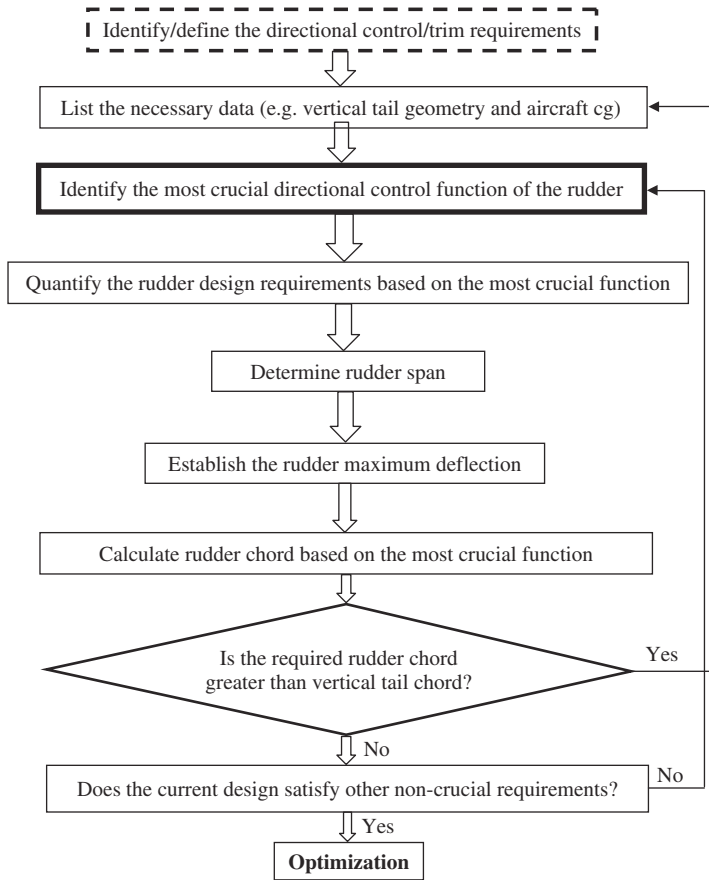 Identify/define the directional control/trim requirements
List the necessary data (e.g. vertical tail geometry and aircraft cg)
Identify the most crucial directional control function of the rudder
Quantify the rudder design requirements based on the most crucial function
Determine rudder span
Establish the rudder maximum deflection
Calculate rudder chord based on the most crucial function
Is the required rudder chord
greater than vertical tail chord?
Yes
No
Does the current design satisfy other non-crucial requirements?
No
Yes
Optimization